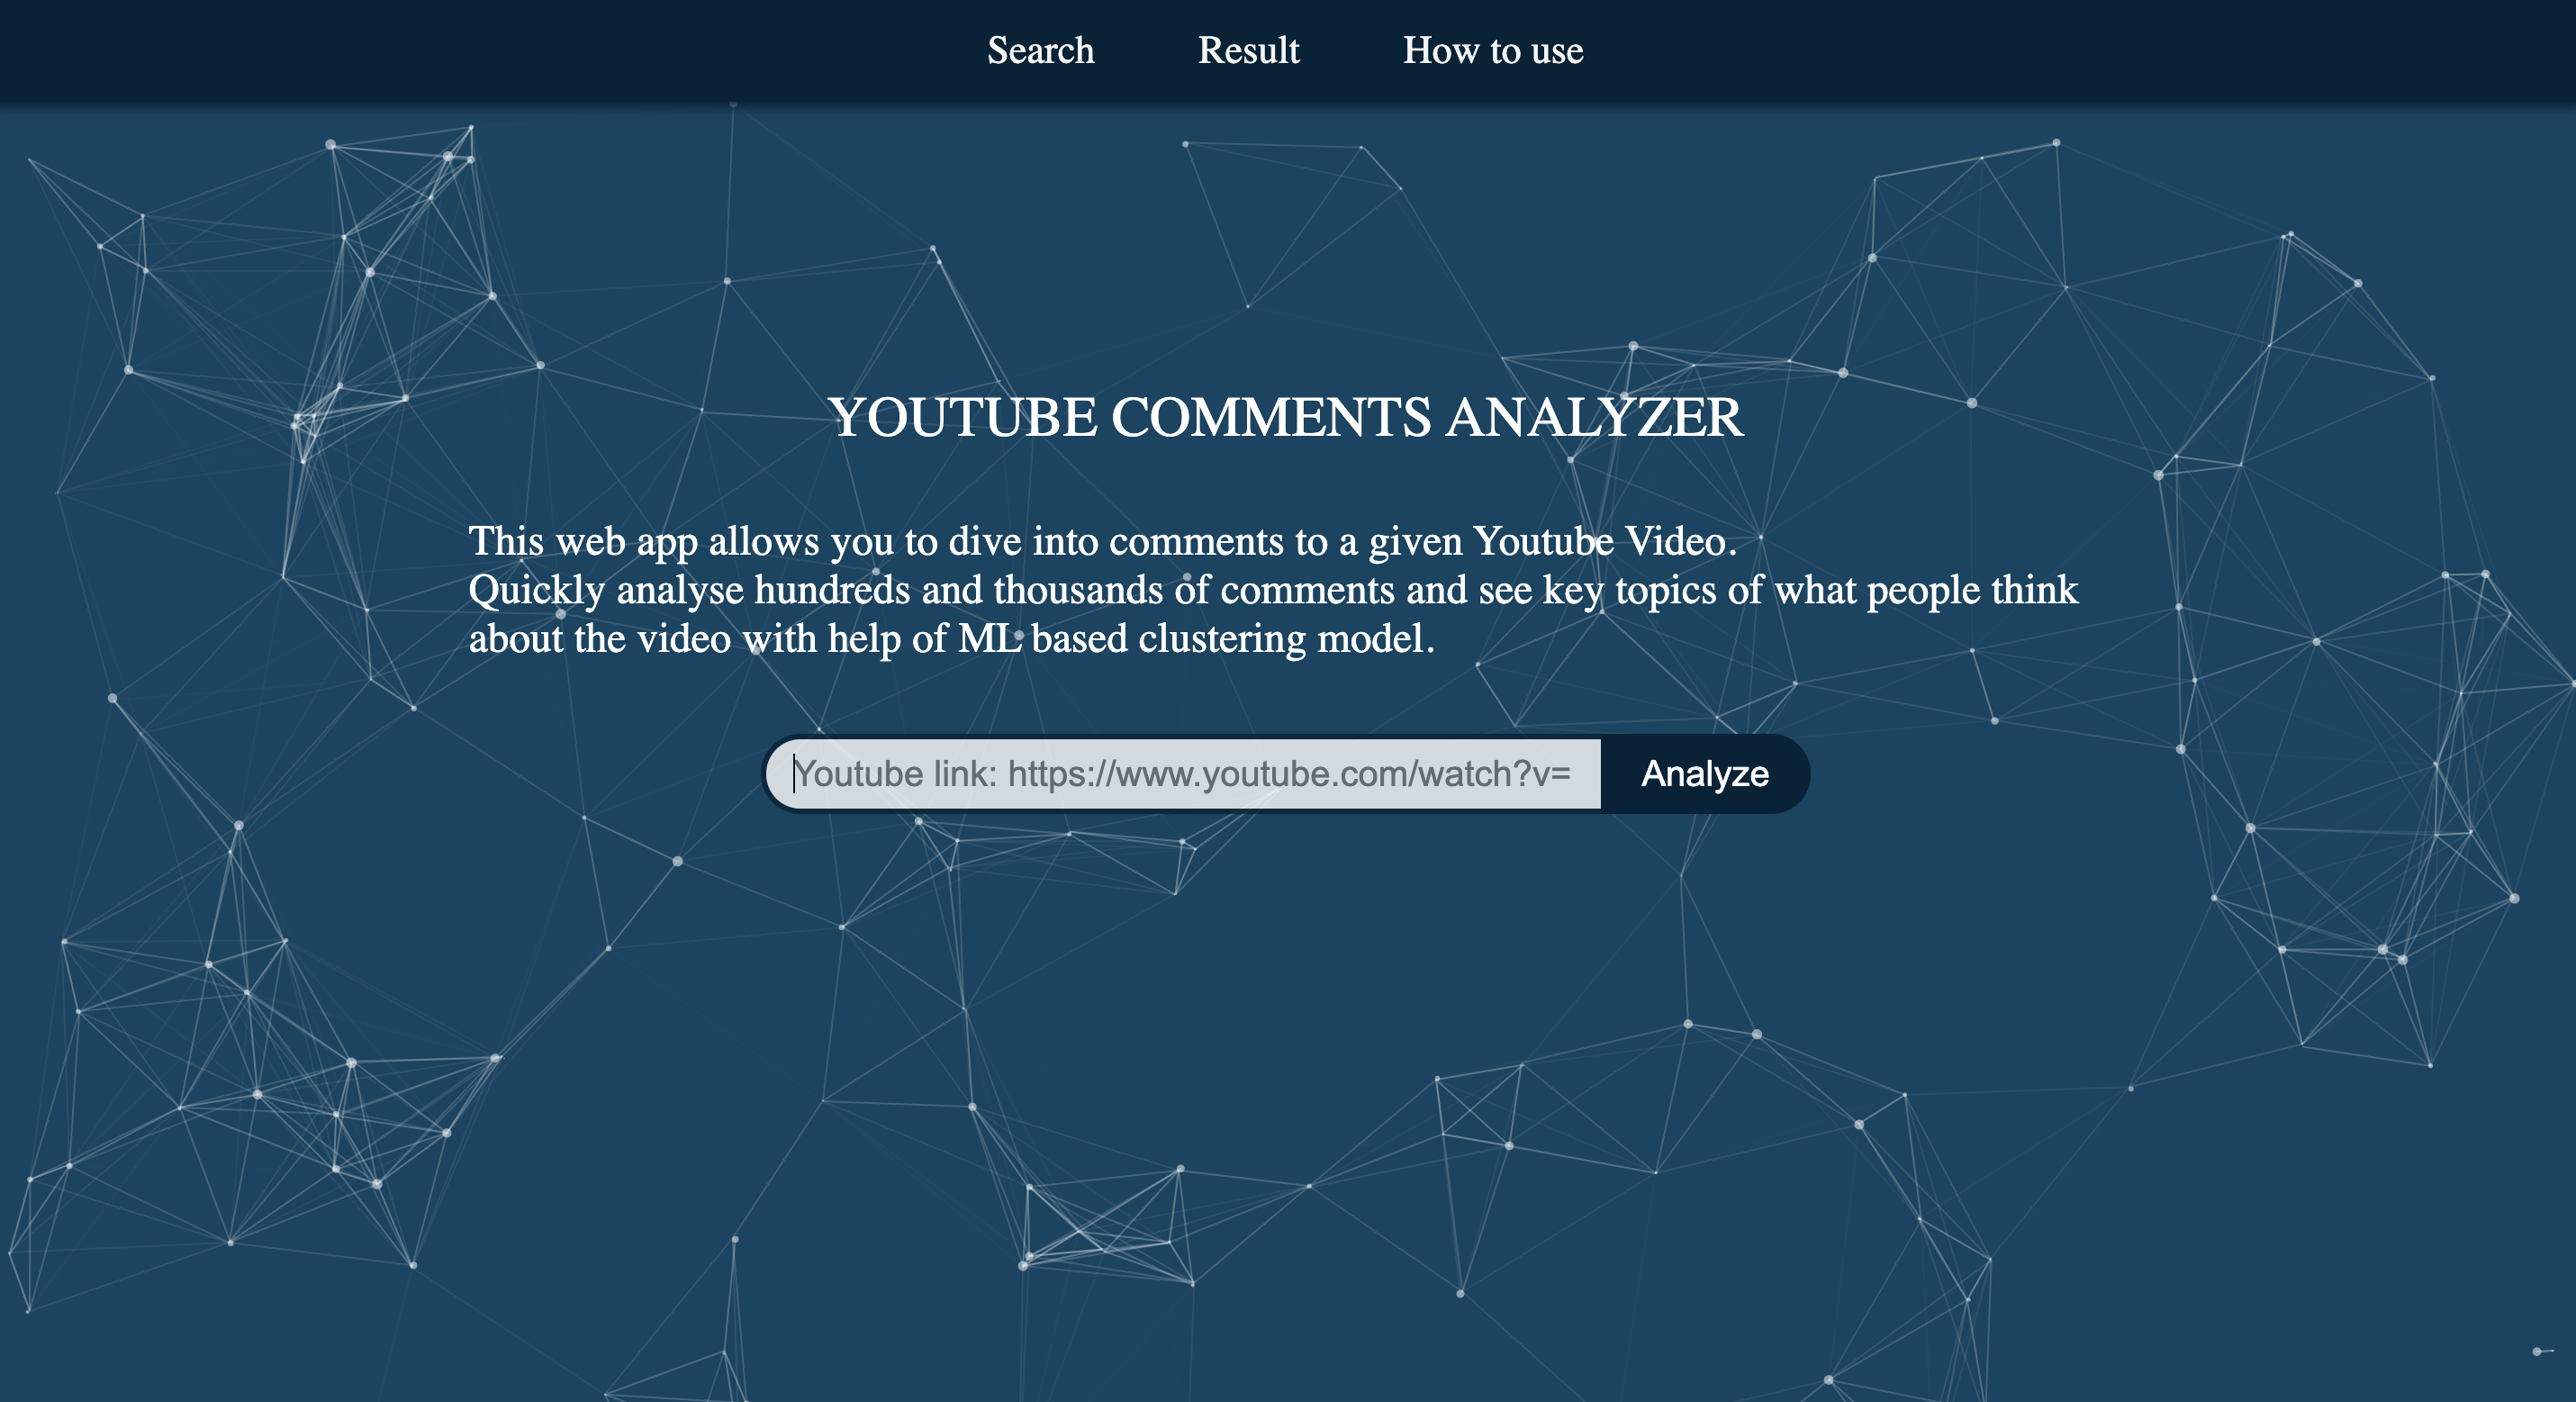 Search Result How to use
YOUTUBE COMMENTS ANALYZER
This web app allows you to dive into comments to a given Youtube Video.
Quickly analyse hundreds and thousands of comments and see key topics of what people think
about the video with help of ML based clustering model.
Youtube link: https://www.youtube.com/watch?v= Analyze